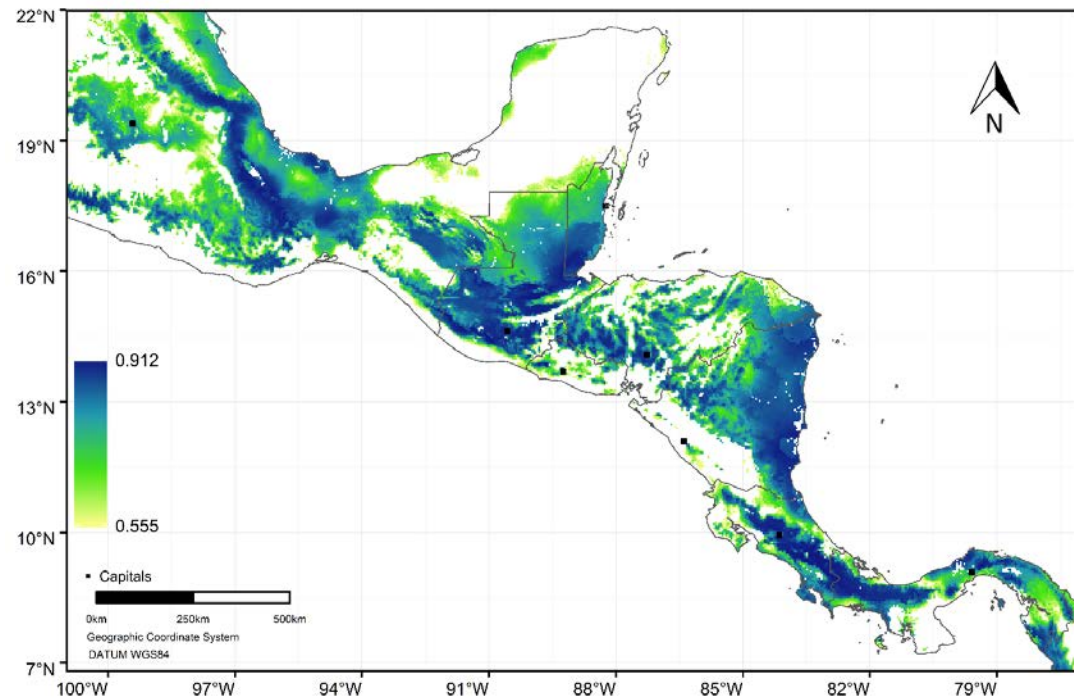 22°N
19°N
16°N
13°N
10°N
7°N
N
0.912
0.555
Capitals
0km 250km 500km
Geographic Coordinate System
DATUM WGS84
100°W 97°W 94°W 91°W 88°W 85°W 82°W 79°W